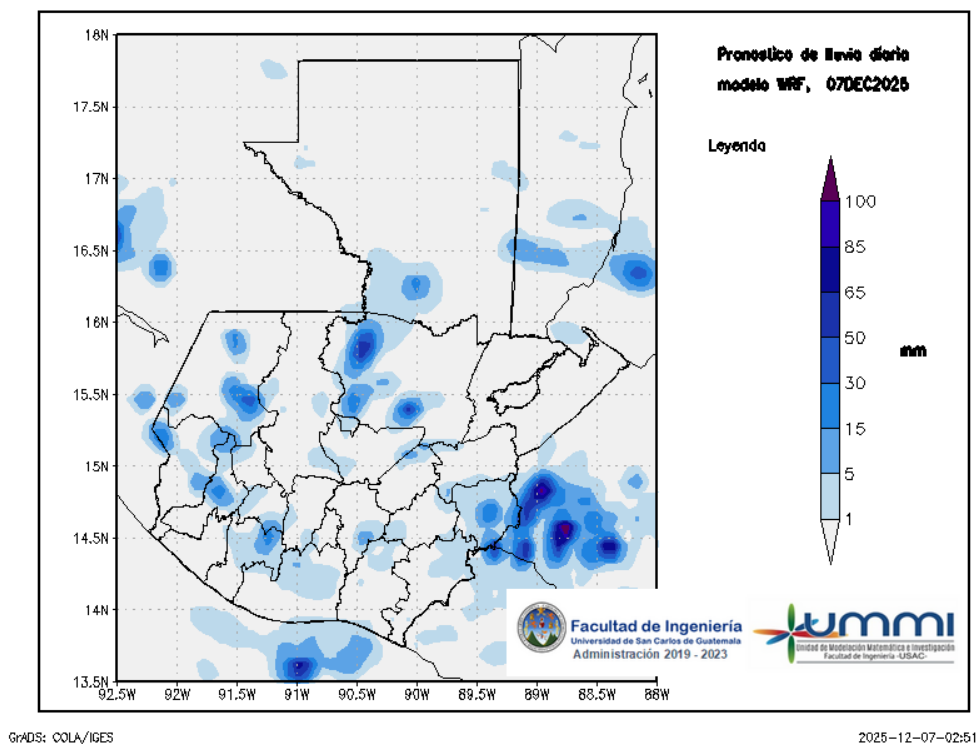 Pronostico de lluvia diaria
modelo WRF, 07DEC2025
Leyenda
18N
17.5N
17N
16.5N
16N
15.5N
15N
14.5N
14N
13.5N
92.5W
92W
91.5W
91W
90.5W
90W
89.5W
89W
88.5W
88W
100
85
65
50
30
15
5
1
mm
Facultad de Ingeniería
Universidad de San Carlos de Guatemala
Administración 2019 - 2023
UMMI
Unidad de Modelación Matemática e Investigación
Facultad de Ingeniería -USAC-
GrADS: COLA/IGES
2025-12-07-02:51